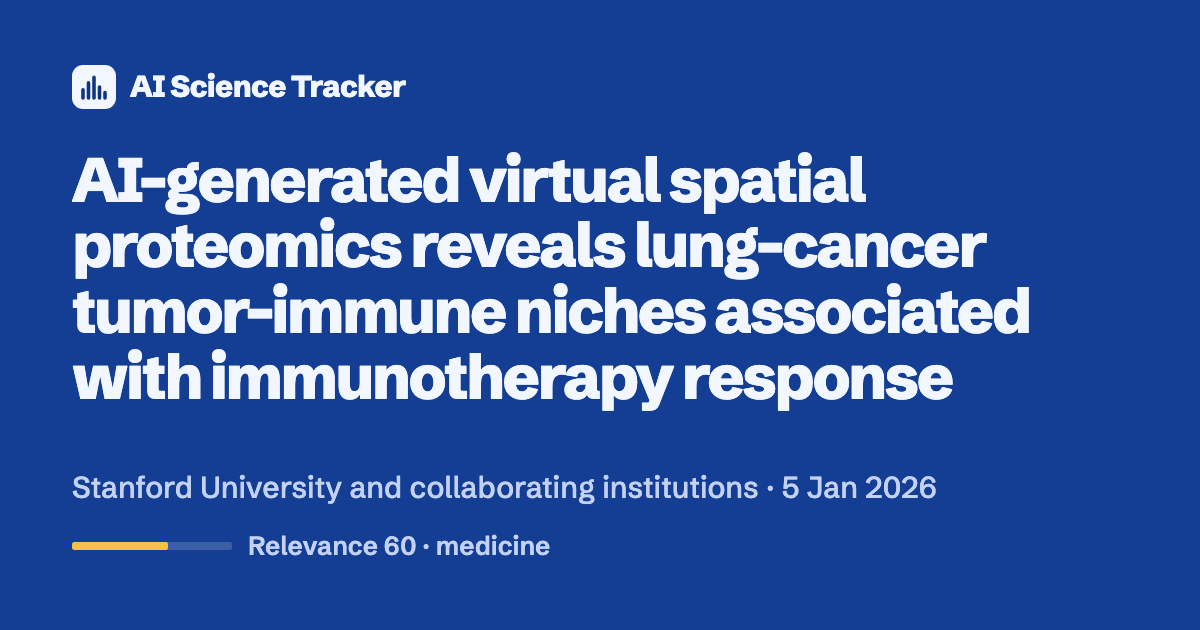 AI Science Tracker
AI-generated virtual spatial
proteomics reveals lung-cancer
tumor-immune niches associated
with immunotherapy response
Stanford University and collaborating institutions · 5 Jan 2026
Relevance 60 · medicine